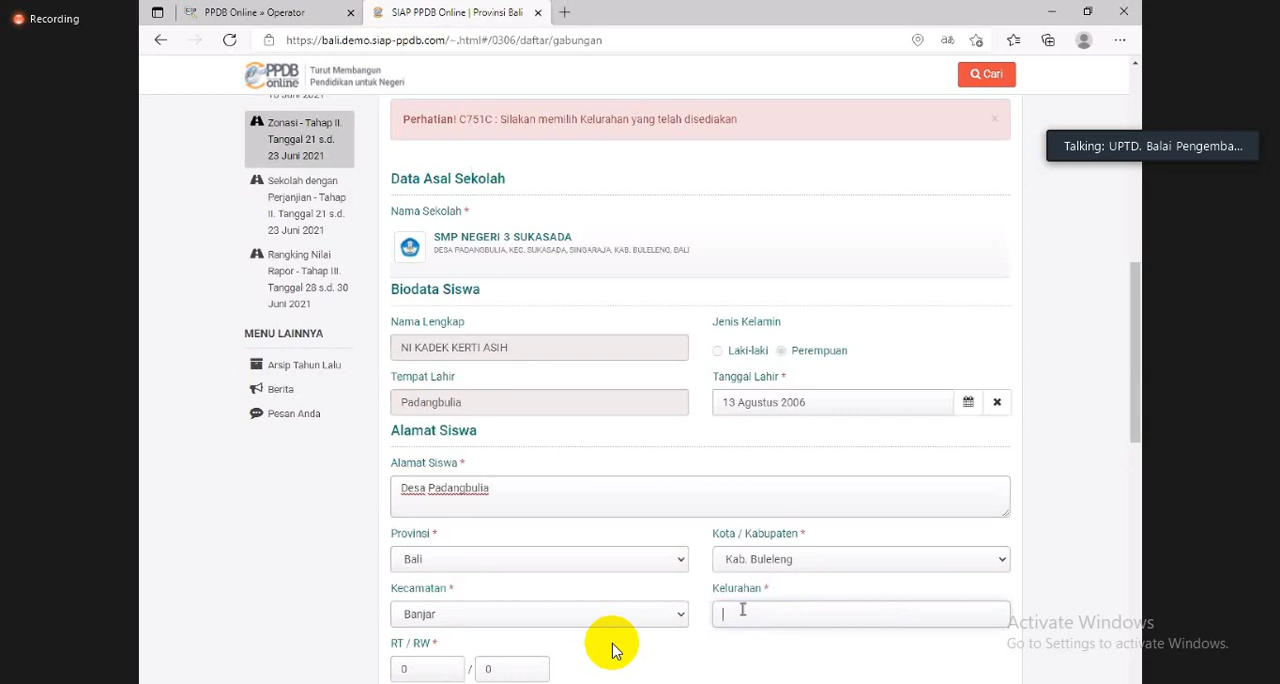 Recording
PPDB Online » Operator
SIAP PPDB Online | Provinsi Bali
https://bali.demo.siap-ppdb.com/~.html#/0306/daftar/gabungan
PPDB online
Turut Membangun
Pendidikan untuk Negeri
Cari
Talking: UPTD. Balai Pengemba...
Zonasi - Tahap II.
Tanggal 21 s.d.
23 Juni 2021
Sekolah dengan
Perjanjian - Tahap
II. Tanggal 21 s.d.
23 Juni 2021
Rangking Nilai
Rapor - Tahap III.
Tanggal 28 s.d. 30
Juni 2021
MENU LAINNYA
Arsip Tahun Lalu
Berita
Pesan Anda
Perhatian! C751C : Silakan memilih Kelurahan yang telah disediakan
Data Asal Sekolah
Nama Sekolah *
SMP NEGERI 3 SUKASADA
DESA PADANGBULIA, KEC. SUKASADA, SINGARAJA, KAB. BULELENG, BALI
Biodata Siswa
Nama Lengkap
Jenis Kelamin
NI KADEK KERTI ASIH
Laki-laki Perempuan
Tempat Lahir
Tanggal Lahir *
Padangbulia
13 Agustus 2006
Alamat Siswa
Alamat Siswa *
Desa Padangbulia
Provinsi *
Kota / Kabupaten *
Bali
Kab. Buleleng
Kecamatan *
Kelurahan *
Banjar
RT / RW *
0 / 0
Activate Windows
Go to Settings to activate Windows.